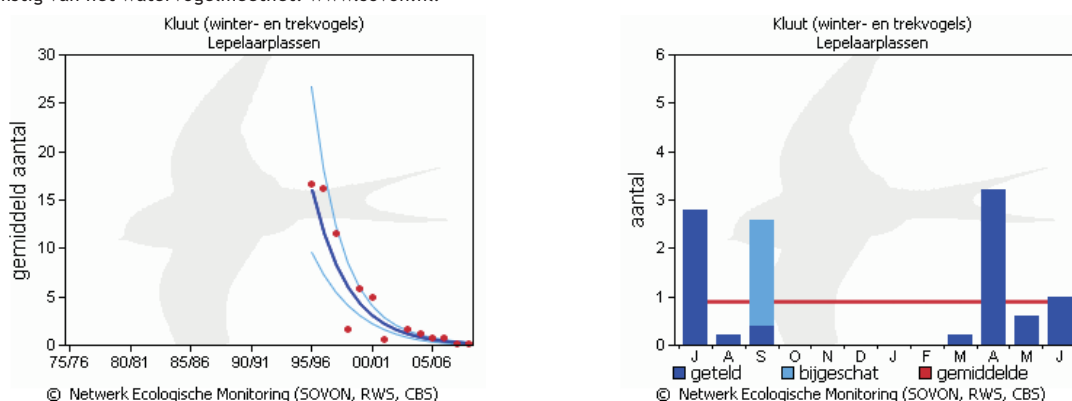 Kluut (winter- en trekvogels)
Lepelaarplassen
gemiddeld aantal
30
25
20
15
10
5
0
75/76 80/81 85/86 90/91 95/96 00/01 05/06
© Netwerk Ecologische Monitoring (SOVON, RWS, CBS)
Kluut (winter- en trekvogels)
Lepelaarplassen
aantal
6
5
4
3
2
1
0
J A S O N D J F M A M J
geteld bijgeschat gemiddelde
© Netwerk Ecologische Monitoring (SOVON, RWS, CBS)